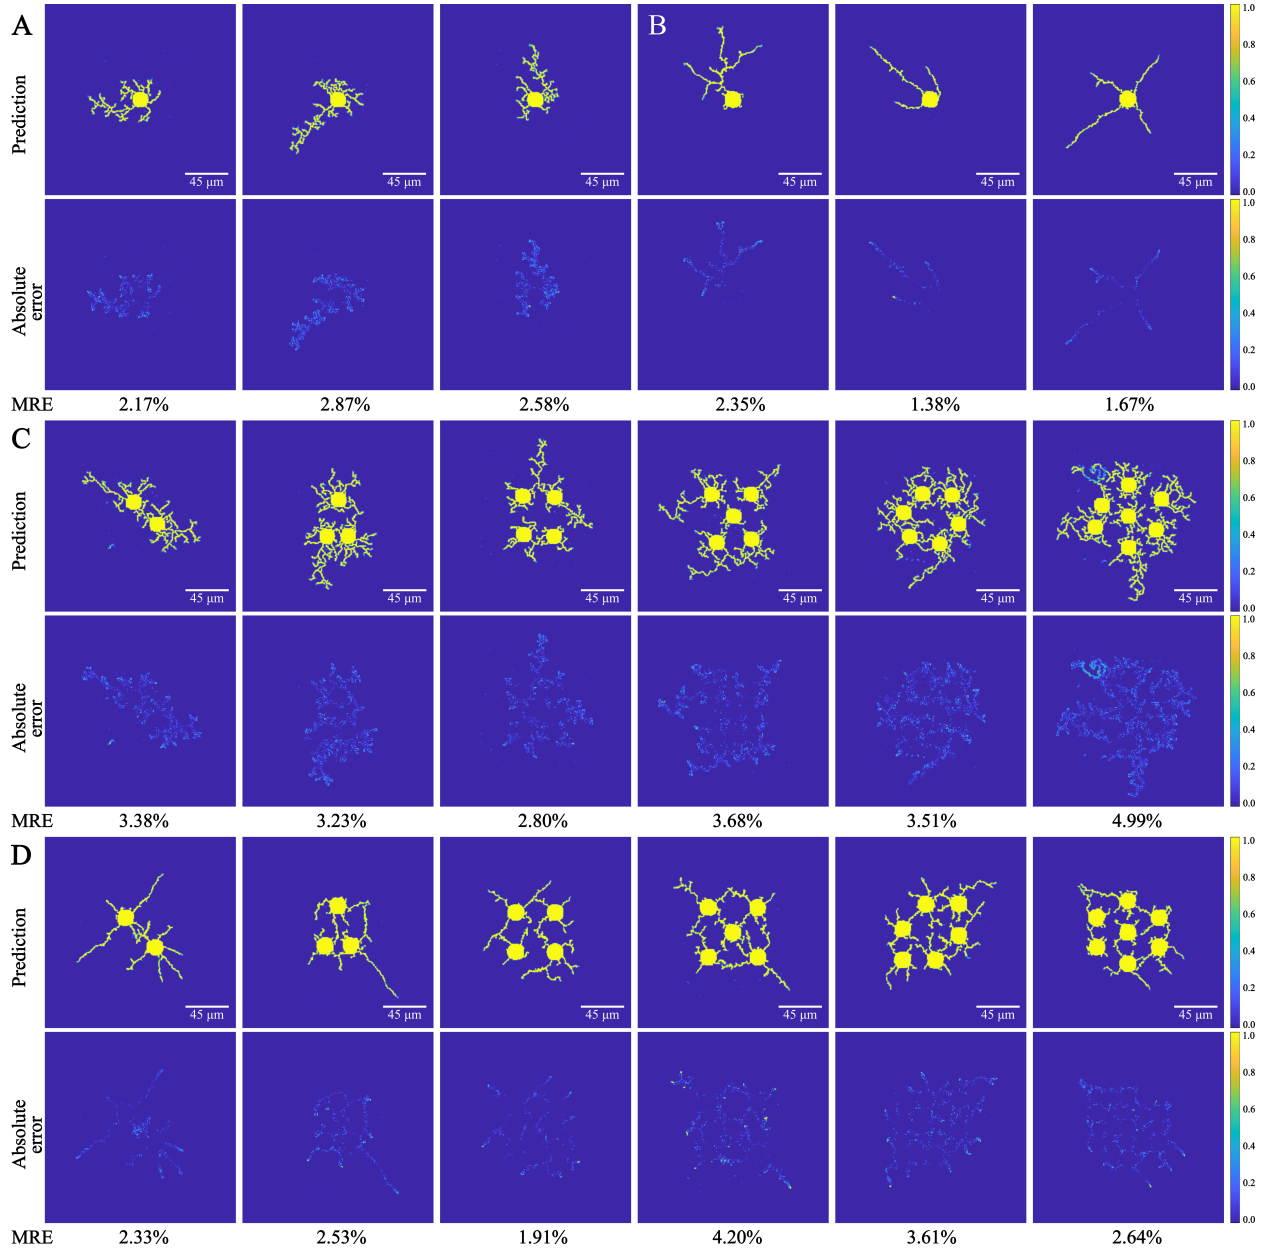 A
B
Prediction
45 μm
45 μm
45 μm
45 μm
45 μm
45 μm
1.0
0.8
0.6
0.4
0.2
0.0
Absolute
error
1.0
0.8
0.6
0.4
0.2
0.0
MRE 2.17% 2.87% 2.58% 2.35% 1.38% 1.67%
C
Prediction
45 μm
45 μm
45 μm
45 μm
45 μm
45 μm
1.0
0.8
0.6
0.4
0.2
0.0
Absolute
error
1.0
0.8
0.6
0.4
0.2
0.0
MRE 3.38% 3.23% 2.80% 3.68% 3.51% 4.99%
D
Prediction
45 μm
45 μm
45 μm
45 μm
45 μm
45 μm
1.0
0.8
0.6
0.4
0.2
0.0
Absolute
error
1.0
0.8
0.6
0.4
0.2
0.0
MRE 2.33% 2.53% 1.91% 4.20% 3.61% 2.64%